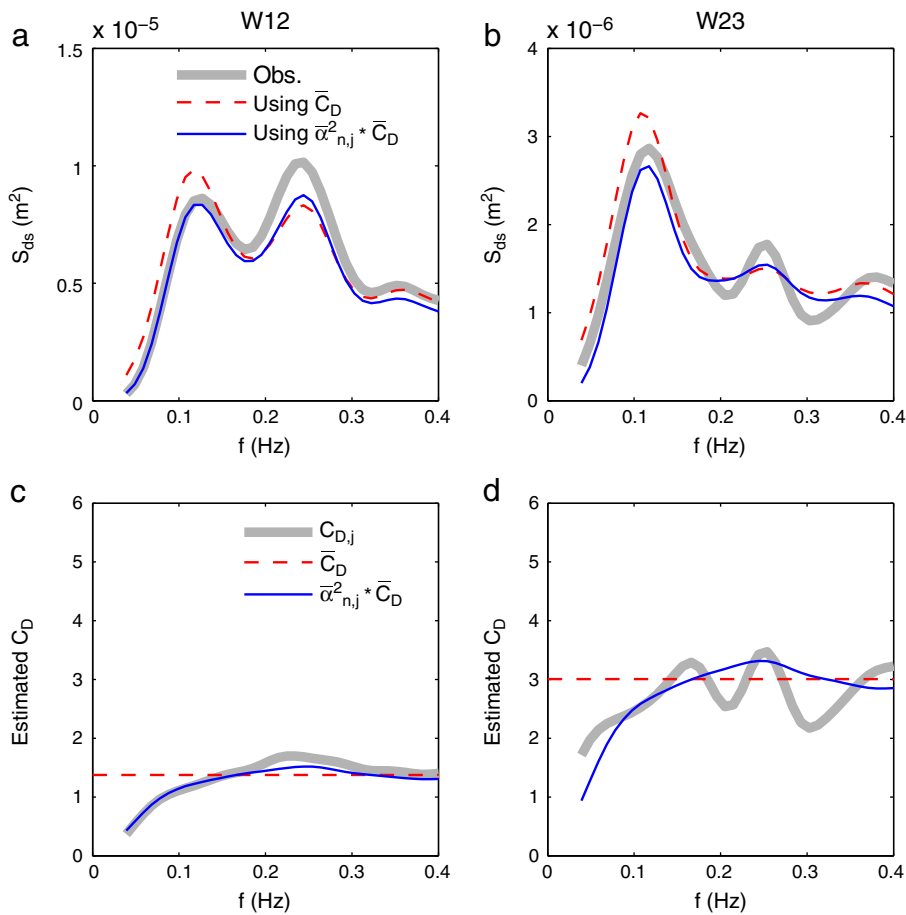 W12
W23
a
b
x 10⁻⁵
x 10⁻⁶
1.5
1
0.5
0
4
3
2
1
0
Obs.
Using C̅_D
Using α̅²_n,j * C̅_D
S_ds (m²)
S_ds (m²)
0 0.1 0.2 0.3 0.4
0 0.1 0.2 0.3 0.4
f (Hz)
f (Hz)
c
d
6
5
4
3
2
1
0
6
5
4
3
2
1
0
C_D,j
C̅_D
α̅²_n,j * C̅_D
Estimated C_D
Estimated C_D
0 0.1 0.2 0.3 0.4
0 0.1 0.2 0.3 0.4
f (Hz)
f (Hz)